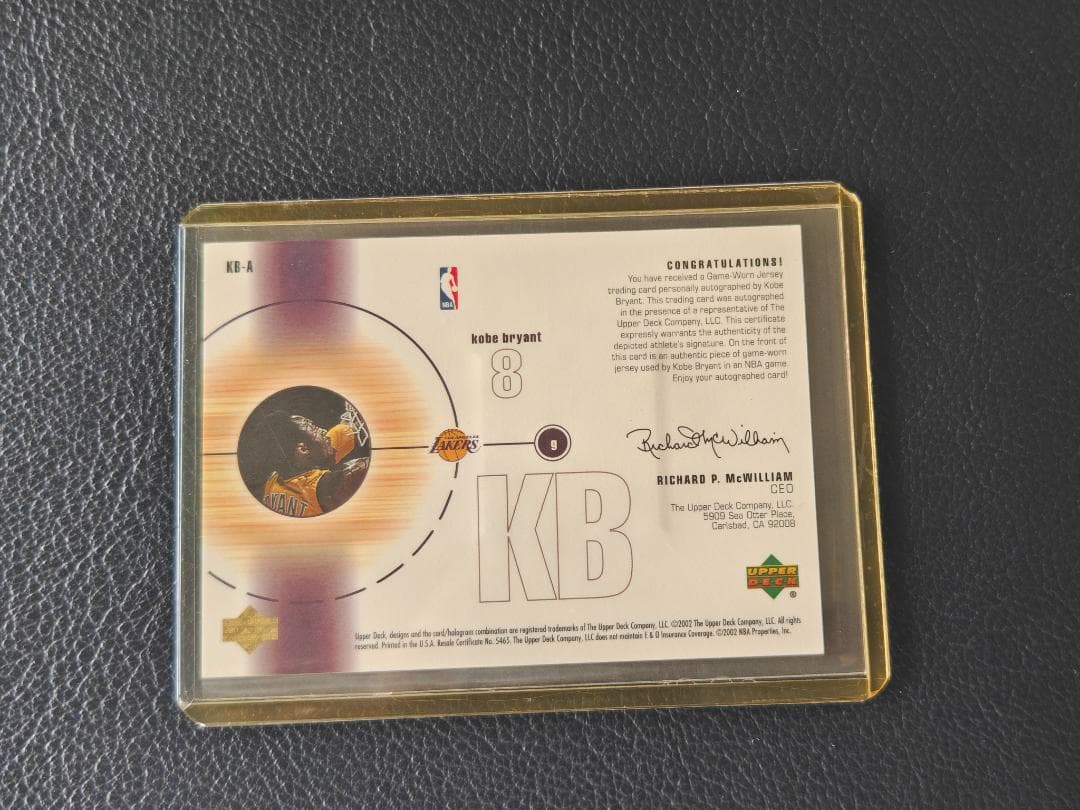 KB-A
NBA
kobe bryant
8
LAKERS
g
KB
YANT
CONGRATULATIONS!
You have received a Game-Worn Jersey
trading card personally autographed by Kobe
Bryant. This trading card was autographed
in the presence of a representative of The
Upper Deck Company, LLC. This certificate
expressly warrants the authenticity of the
depicted athlete's signature. On the front of
this card is an authentic piece of game-worn
jersey used by Kobe Bryant in an NBA game.
Enjoy your autographed card!
Richard McWilliam
RICHARD P. McWILLIAM
CEO
The Upper Deck Company, LLC.
5909 Sea Otter Place,
Carlsbad, CA 92008
UPPER
DECK
®
Upper Deck, designs and the card/hologram combination are registered trademarks of The Upper Deck Company, LLC. ©2002 The Upper Deck Company, LLC. All rights
reserved. Printed in the U.S.A. Resale Certificate No. 5465. The Upper Deck Company, LLC does not maintain E & O Insurance Coverage. ©2002 NBA Properties, Inc.